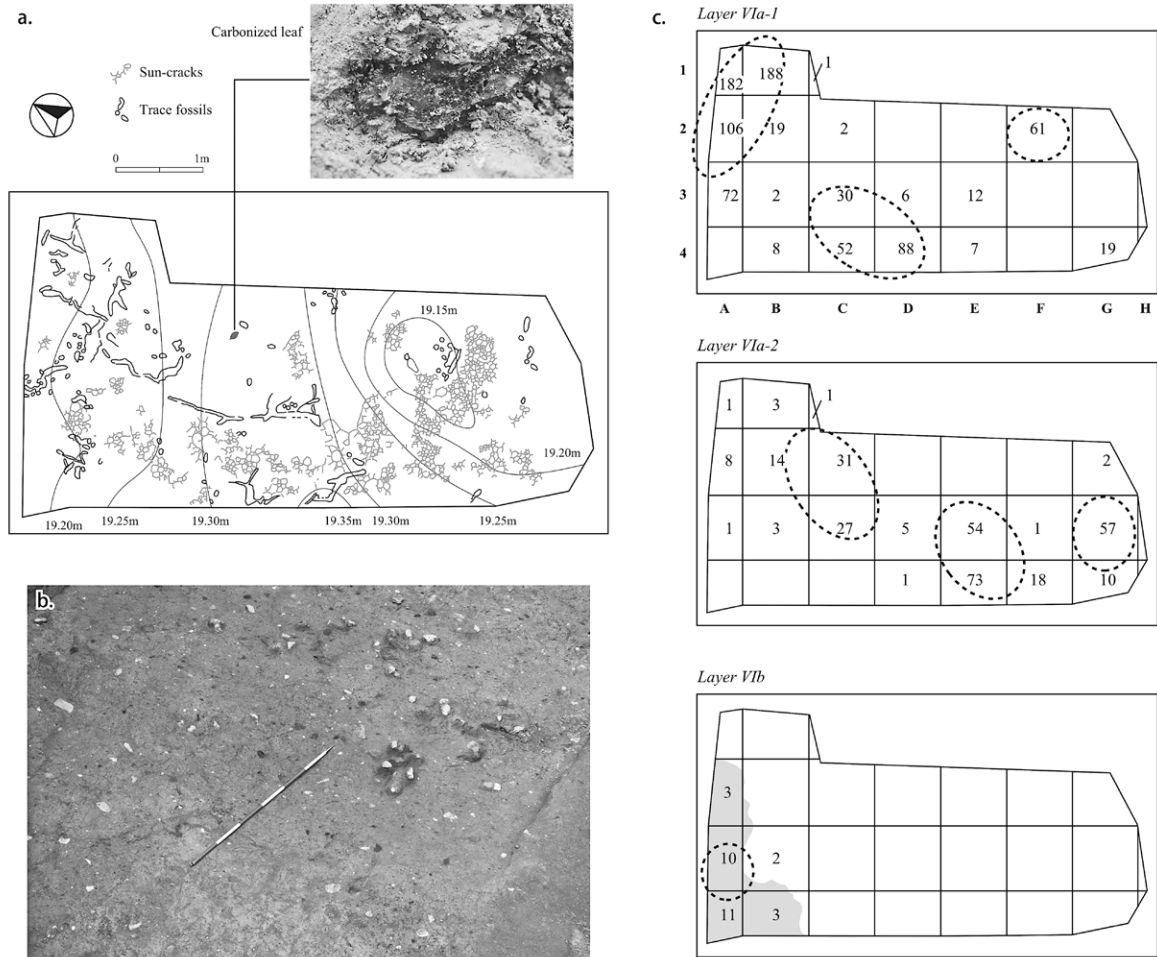 a.
Carbonized leaf
Sun-cracks
Trace fossils
0 1m
19.15m
19.20m
19.20m 19.25m 19.30m 19.35m 19.30m 19.25m
b.
c.
Layer VIa-1
1 182 188 1
2 106 19 2 61
3 72 2 30 6 12
4 8 52 88 7 19
A B C D E F G H
Layer VIa-2
1 3 1
8 14 31 2
1 3 27 5 54 1 57
1 73 18 10
Layer VIb
3
10 2
11 3